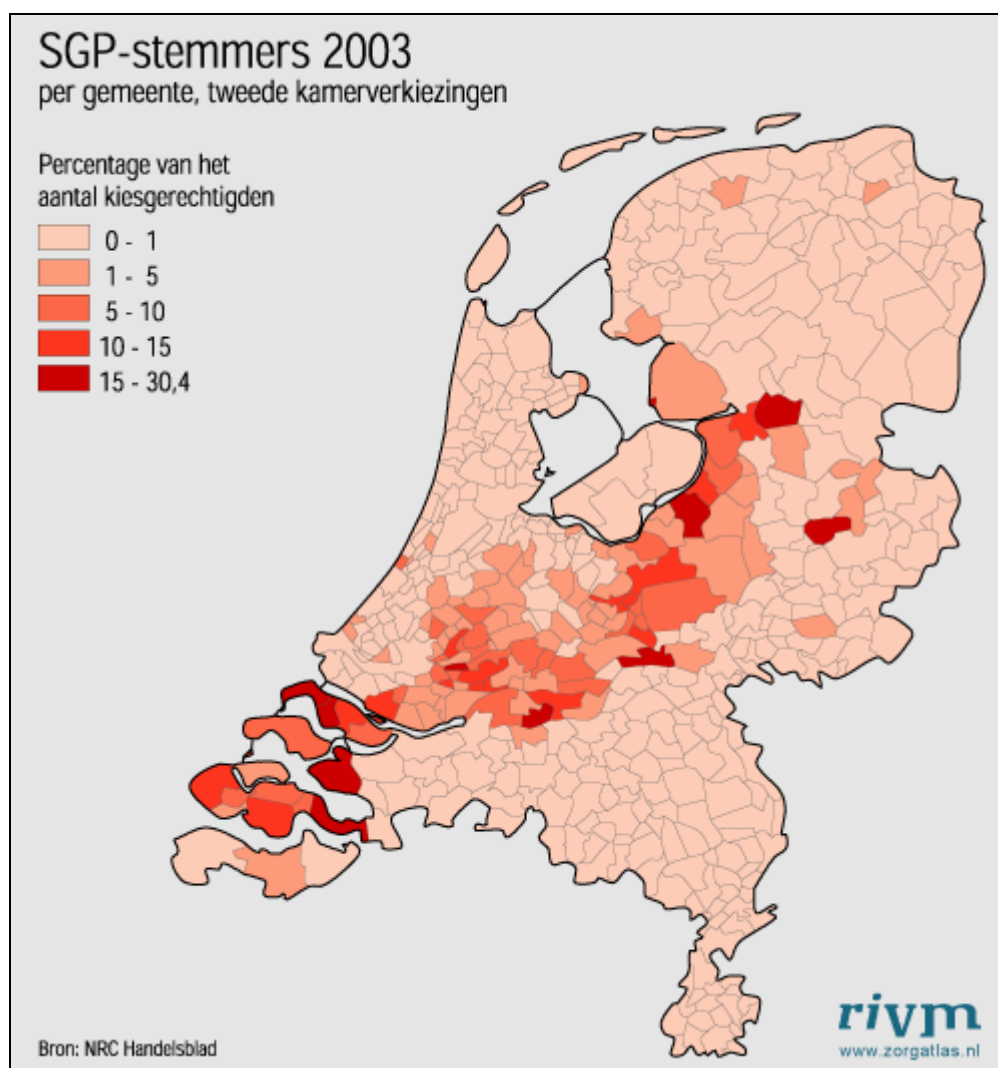 SGP-stemmers 2003
per gemeente, tweede kamerverkiezingen
Percentage van het
aantal kiesgerechtigden
0 - 1
1 - 5
5 - 10
10 - 15
15 - 30,4
Bron: NRC Handelsblad
rivm
www.zorgatlas.nl